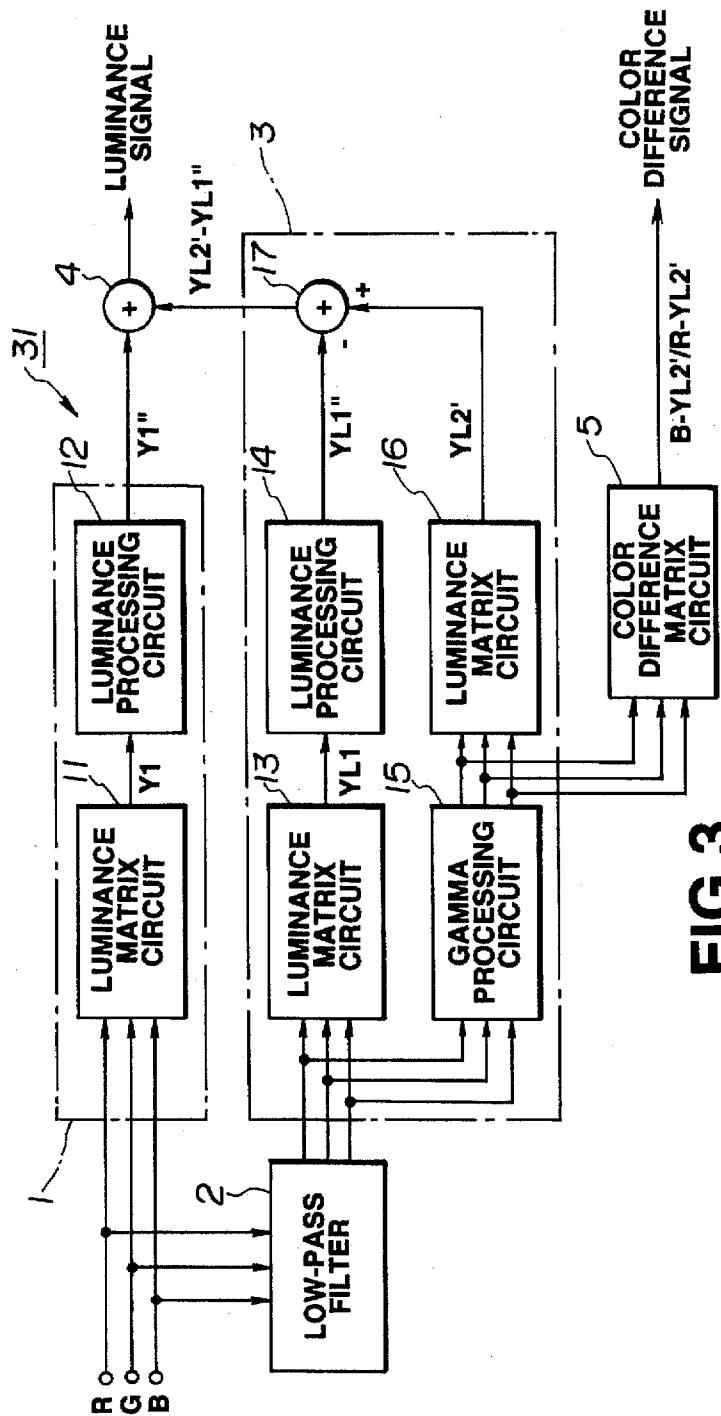 R
G
B
1
2
LOW-PASS
FILTER
11
LUMINANCE
MATRIX
CIRCUIT
Y1
12
LUMINANCE
PROCESSING
CIRCUIT
31
Y1"
4
+
LUMINANCE
SIGNAL
YL2'-YL1"
3
13
LUMINANCE
MATRIX
CIRCUIT
YL1
14
LUMINANCE
PROCESSING
CIRCUIT
YL1"
17
+
-
+
15
GAMMA
PROCESSING
CIRCUIT
16
LUMINANCE
MATRIX
CIRCUIT
YL2'
5
COLOR
DIFFERENCE
MATRIX
CIRCUIT
B-YL2'/R-YL2'
COLOR
DIFFERENCE
SIGNAL
FIG.3